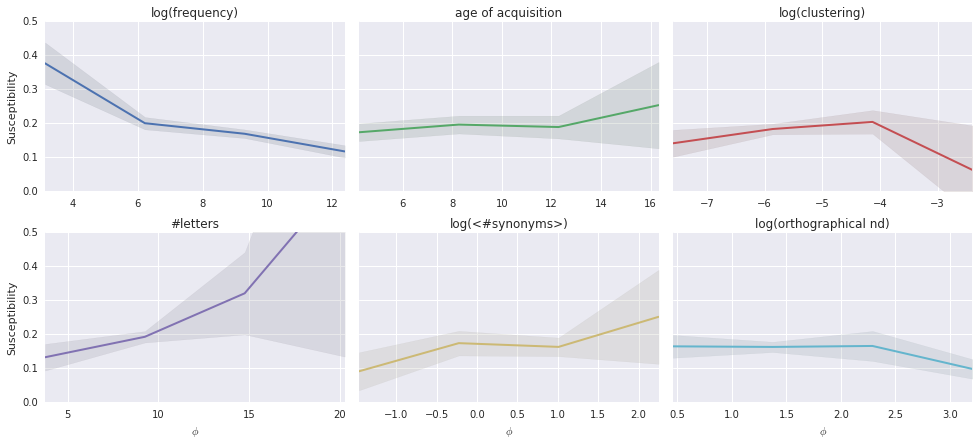 log(frequency)
age of acquisition
log(clustering)
Susceptibility
0.5
0.4
0.3
0.2
0.1
0.0
4 6 8 10 12
6 8 10 12 14 16
−7 −6 −5 −4 −3
#letters
log(<#synonyms>)
log(orthographical nd)
Susceptibility
0.5
0.4
0.3
0.2
0.1
0.0
5 10 15 20
−1.0 −0.5 0.0 0.5 1.0 1.5 2.0
0.5 1.0 1.5 2.0 2.5 3.0
ϕ ϕ ϕ